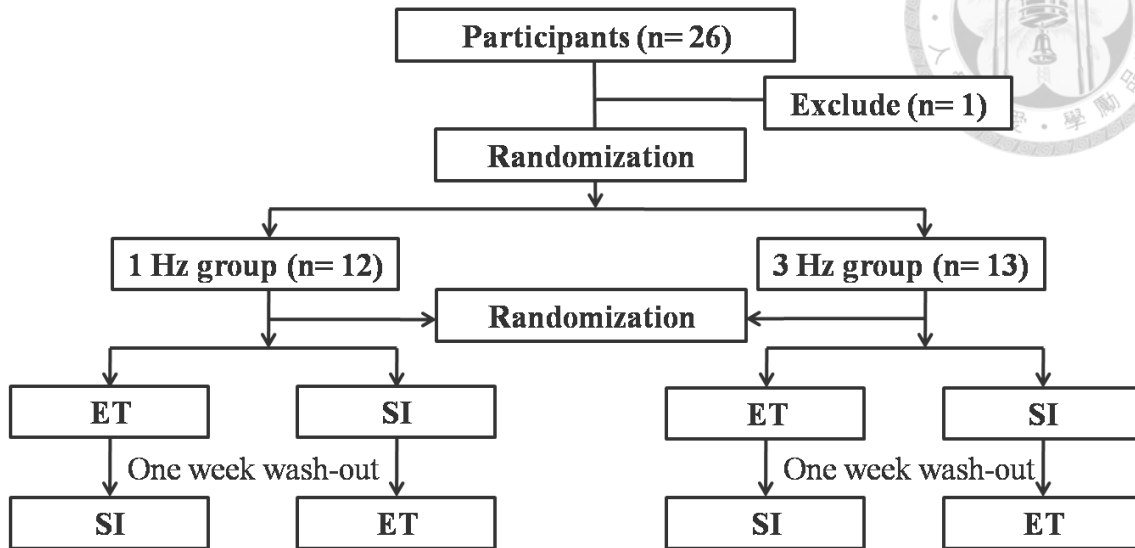 Participants (n= 26)
Exclude (n= 1)
Randomization
1 Hz group (n= 12)
3 Hz group (n= 13)
Randomization
ET
SI
ET
SI
One week wash-out
One week wash-out
SI
ET
SI
ET